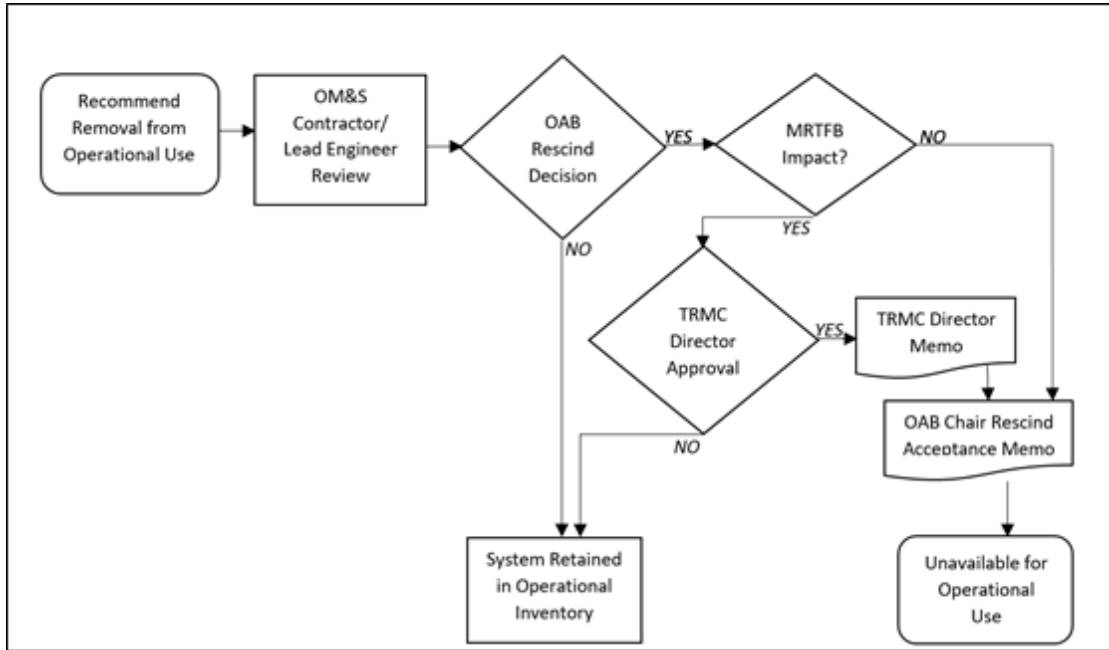 Recommend
Removal from
Operational Use
OM&S
Contractor/
Lead Engineer
Review
OAB
Rescind
Decision
YES
MRTFB
Impact?
NO
YES
NO
TRMC
Director
Approval
YES
TRMC Director
Memo
NO
OAB Chair Rescind
Acceptance Memo
System Retained
in Operational
Inventory
Unavailable for
Operational
Use